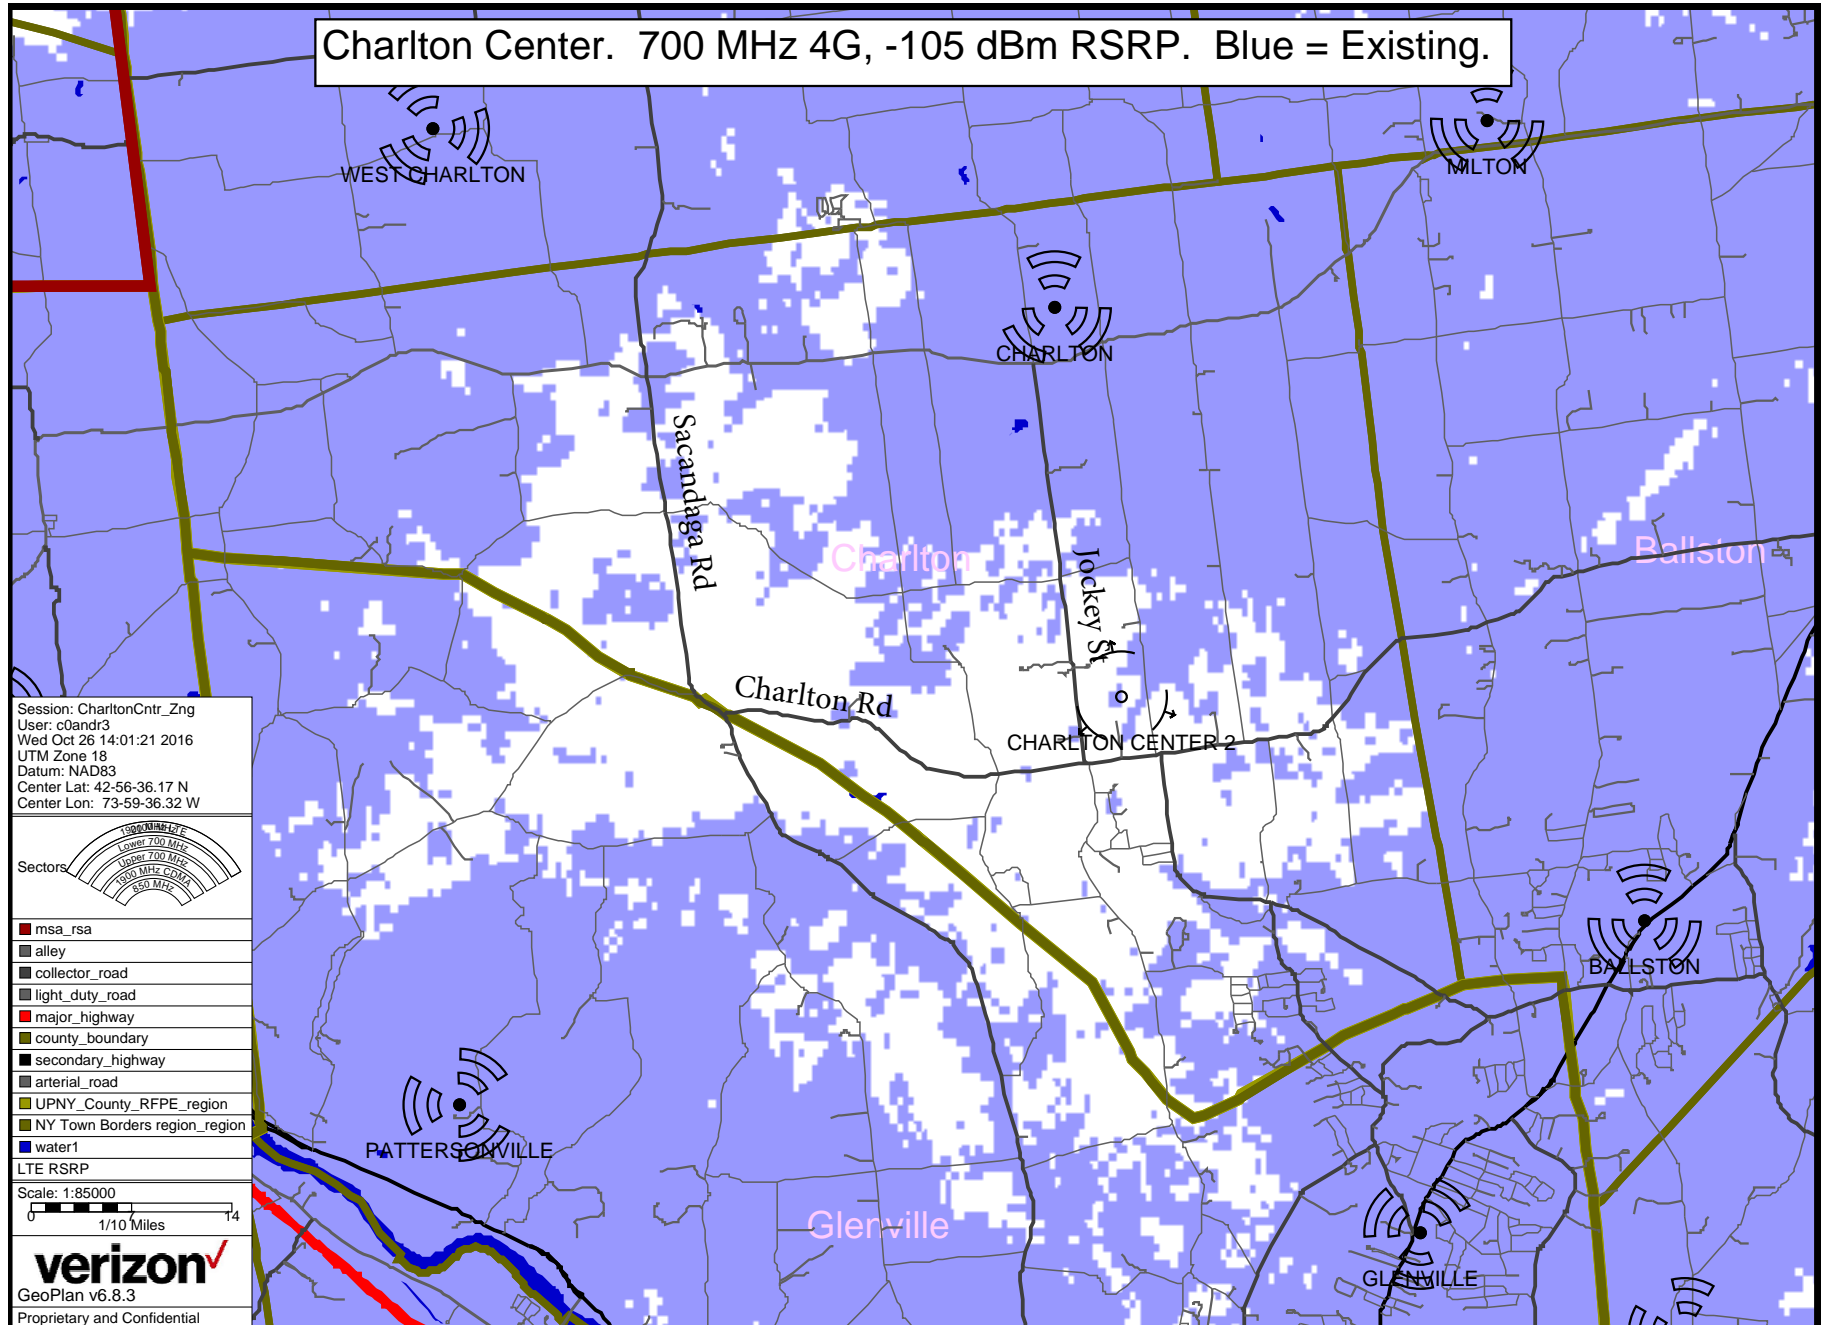 Charlton Center.  700 MHz 4G, -105 dBm RSRP.  Blue = Existing.
WEST CHARLTON
MILTON
CHARLTON
Sacandaga Rd
Charlton
Jockey St
Ballston
Charlton Rd
CHARLTON CENTER 2
BALLSTON
PATTERSONVILLE
Glenville
GLENVILLE
Session: CharltonCntr_Zng
User: c0andr3
Wed Oct 26 14:01:21 2016
UTM Zone 18
Datum: NAD83
Center Lat: 42-56-36.17 N
Center Lon:  73-59-36.32 W
Sectors
Lower 700 MHz
Upper 700 MHz
1900 MHz CDMA
850 MHz
msa_rsa
alley
collector_road
light_duty_road
major_highway
county_boundary
secondary_highway
arterial_road
UPNY_County_RFPE_region
NY Town Borders region_region
water1
LTE RSRP
Scale: 1:85000
0 7 14
1/10 Miles
verizon
GeoPlan v6.8.3
Proprietary and Confidential